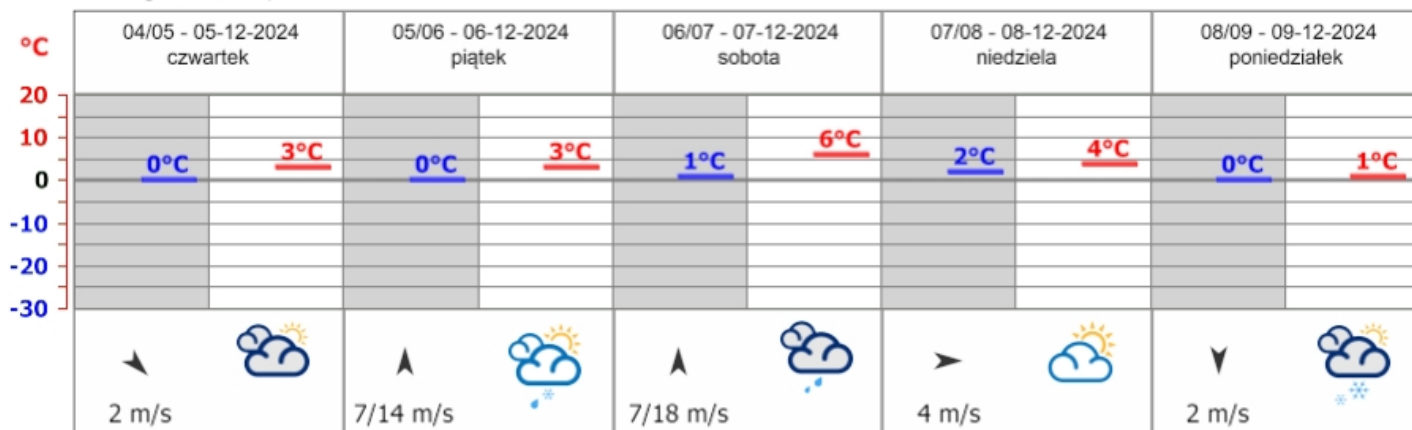 04/05 - 05-12-2024 05/06 - 06-12-2024 06/07 - 07-12-2024 07/08 - 08-12-2024 08/09 - 09-12-2024
°C czwartek piątek sobota niedziela poniedziałek
20
10
0°C 3°C 0°C 3°C 1°C 6°C 2°C 4°C 0°C 1°C
0
-10
-20
-30
2 m/s 7/14 m/s 7/18 m/s 4 m/s 2 m/s